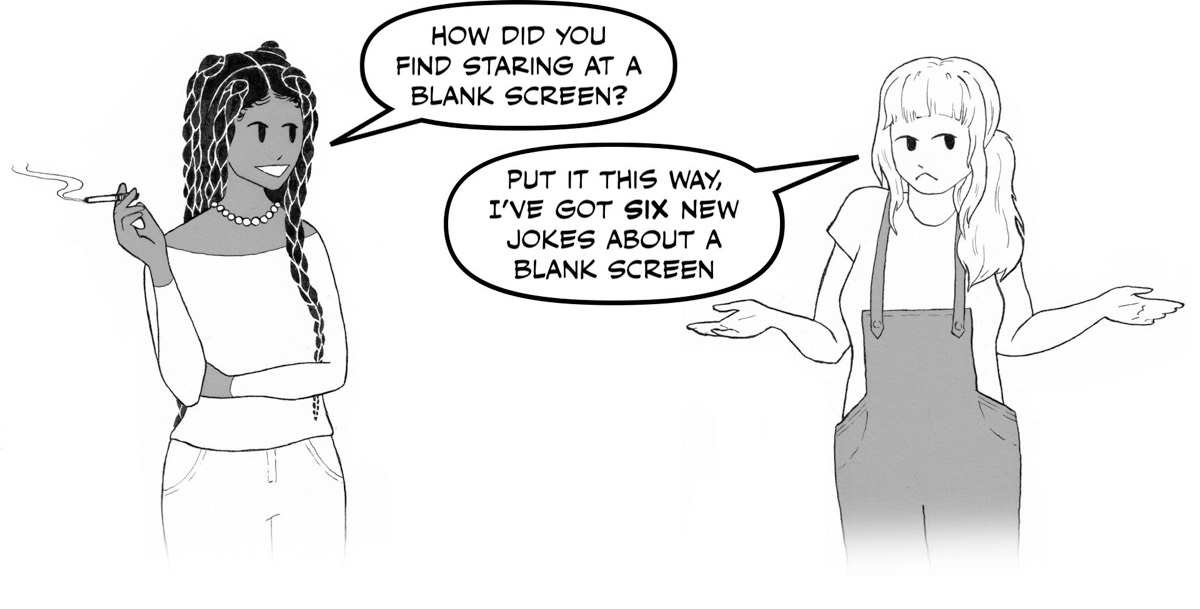 HOW DID YOU
FIND STARING AT A
BLANK SCREEN?
PUT IT THIS WAY,
I'VE GOT SIX NEW
JOKES ABOUT A
BLANK SCREEN